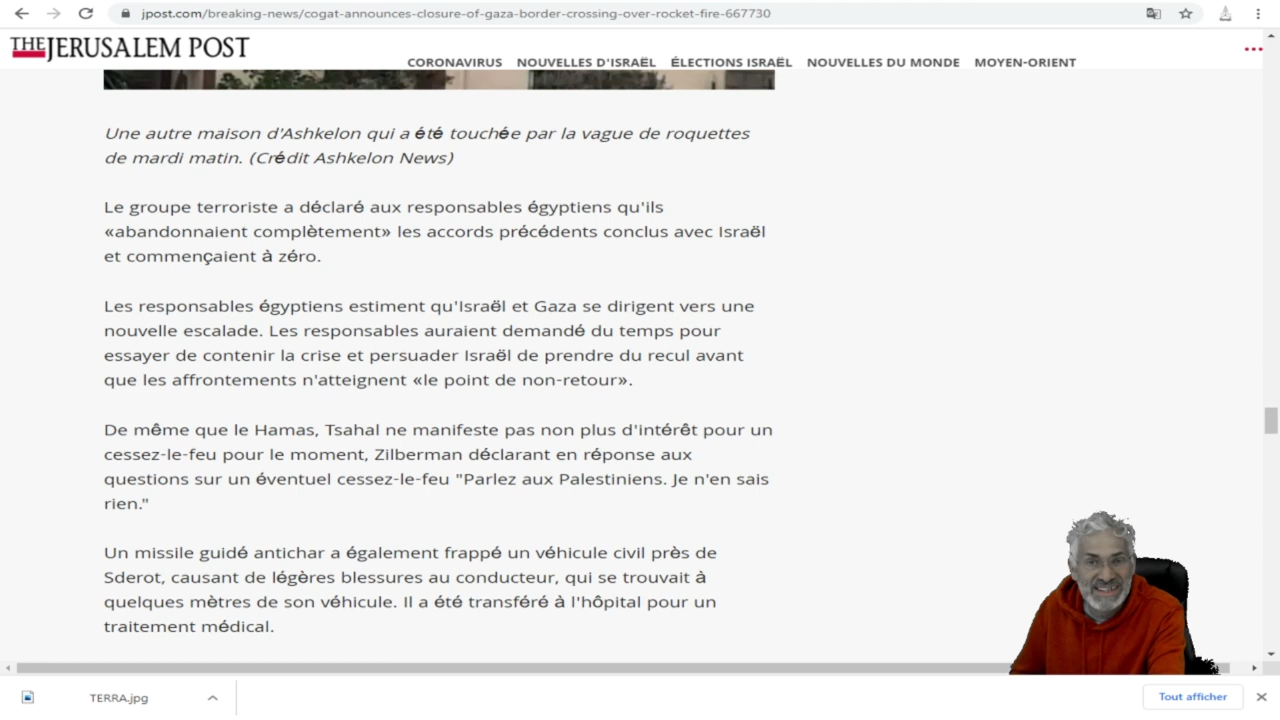 jpost.com/breaking-news/cogat-announces-closure-of-gaza-border-crossing-over-rocket-fire-667730
THE JERUSALEM POST
CORONAVIRUS NOUVELLES D'ISRAËL ÉLECTIONS ISRAËL NOUVELLES DU MONDE MOYEN-ORIENT
Une autre maison d'Ashkelon qui a été touchée par la vague de roquettes
de mardi matin. (Crédit Ashkelon News)
Le groupe terroriste a déclaré aux responsables égyptiens qu'ils
«abandonnaient complètement» les accords précédents conclus avec Israël
et commençaient à zéro.
Les responsables égyptiens estiment qu'Israël et Gaza se dirigent vers une
nouvelle escalade. Les responsables auraient demandé du temps pour
essayer de contenir la crise et persuader Israël de prendre du recul avant
que les affrontements n'atteignent «le point de non-retour».
De même que le Hamas, Tsahal ne manifeste pas non plus d'intérêt pour un
cessez-le-feu pour le moment, Zilberman déclarant en réponse aux
questions sur un éventuel cessez-le-feu "Parlez aux Palestiniens. Je n'en sais
rien."
Un missile guidé antichar a également frappé un véhicule civil près de
Sderot, causant de légères blessures au conducteur, qui se trouvait à
quelques mètres de son véhicule. Il a été transféré à l'hôpital pour un
traitement médical.
TERRA.jpg
Tout afficher